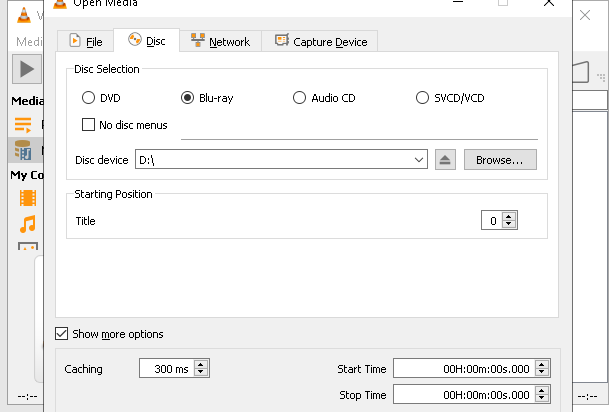 Open Media
Medi
File
Disc
Network
Capture Device
Disc Selection
DVD
Blu-ray
Audio CD
SVCD/VCD
No disc menus
Disc device
D:\
Browse...
Media
My Co
Starting Position
Title
0
Show more options
Caching
300 ms
Start Time
00H:00m:00s.000
--:--
Stop Time
00H:00m:00s.000
--:--